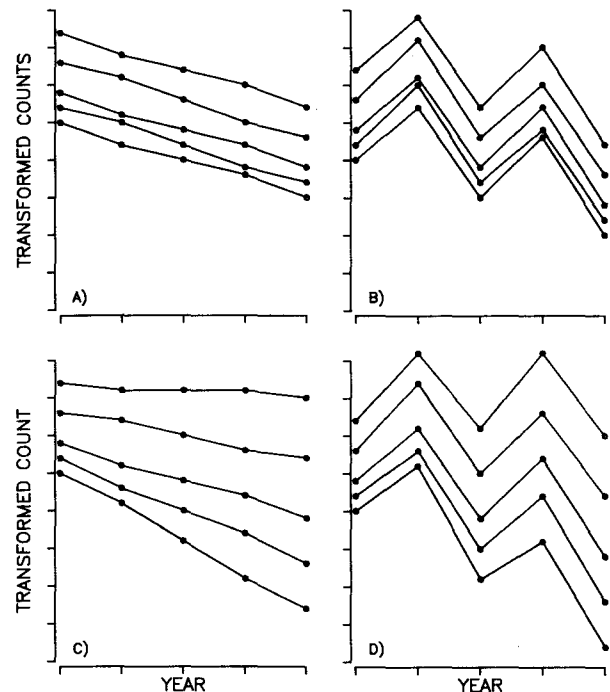 TRANSFORMED COUNTS
A)
B)
TRANSFORMED COUNT
C)
D)
YEAR
YEAR